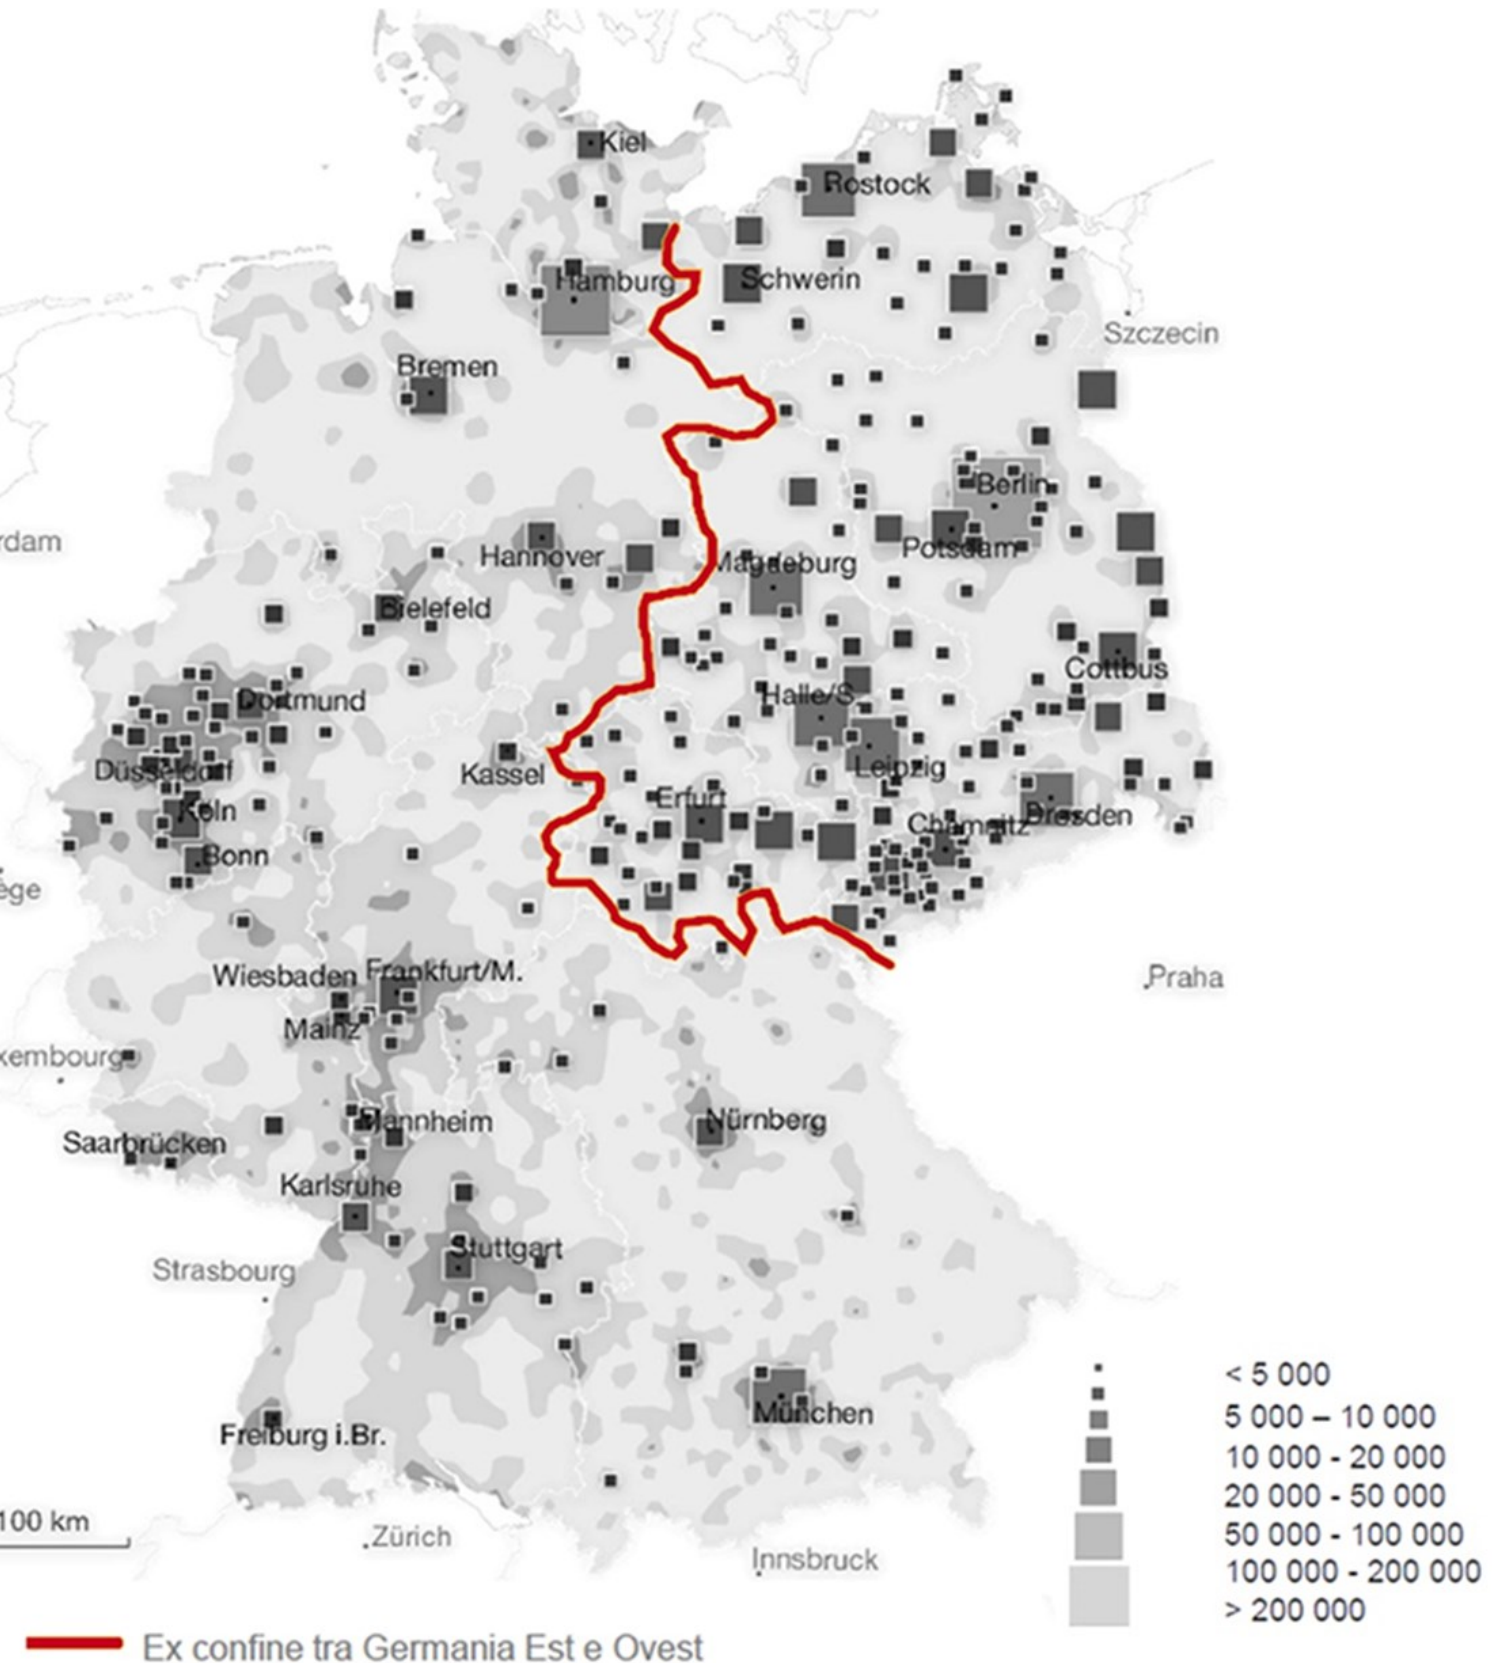 Kiel
Rostock
Hamburg
Schwerin
Szczecin
Bremen
Berlin
rdam
Hannover
Potsdam
Magdeburg
Bielefeld
Cottbus
Halle/S.
Dortmund
Düsseldorf
Kassel
Leipzig
Erfurt
Köln
Chemnitz
Dresden
Bonn
ège
Wiesbaden
Frankfurt/M.
Praha
Mainz
xembourg
Mannheim
Nürnberg
Saarbrücken
Karlsruhe
Stuttgart
Strasbourg
München
Freiburg i.Br.
100 km
Zürich
Innsbruck
< 5 000
5 000 – 10 000
10 000 - 20 000
20 000 - 50 000
50 000 - 100 000
100 000 - 200 000
> 200 000
Ex confine tra Germania Est e Ovest